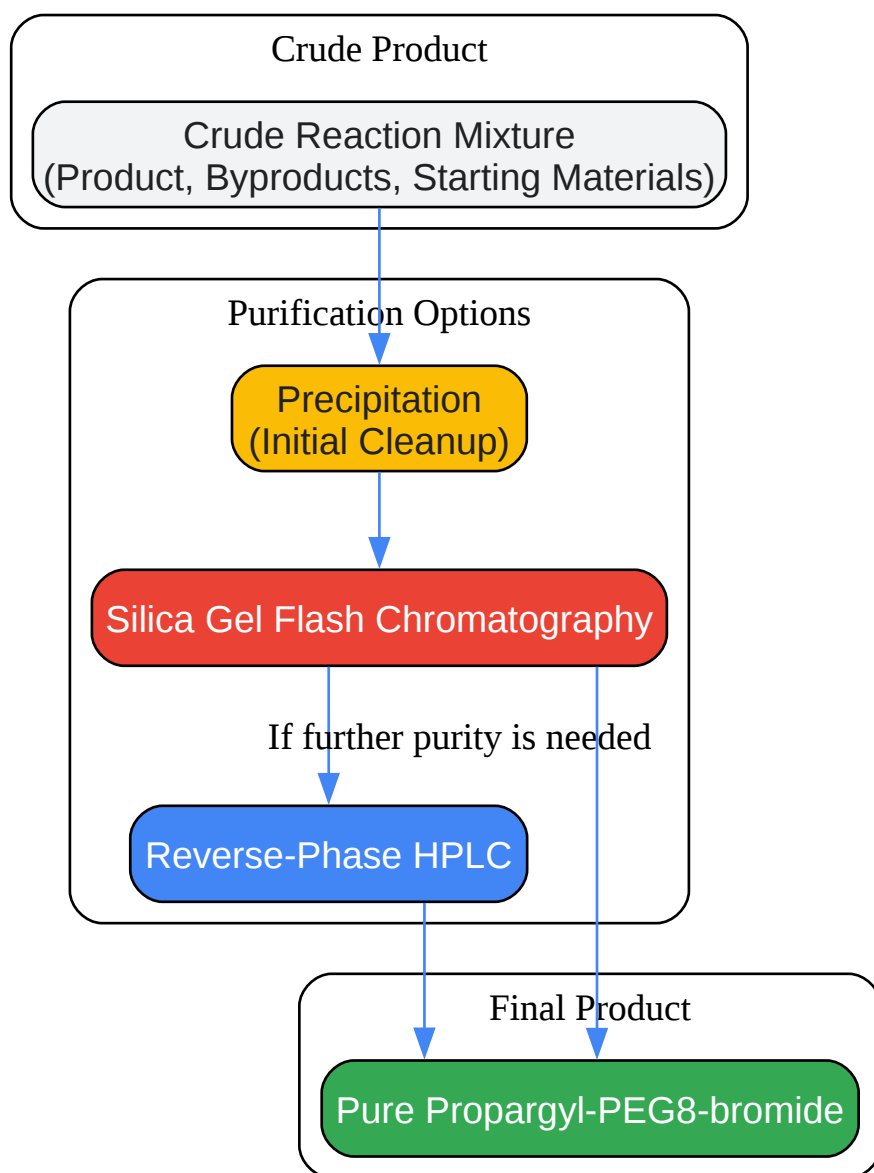 Crude Product
Crude Reaction Mixture
(Product, Byproducts, Starting Materials)
Purification Options
Precipitation
(Initial Cleanup)
Silica Gel Flash Chromatography
If further purity is needed
Reverse-Phase HPLC
Final Product
Pure Propargyl-PEG8-bromide